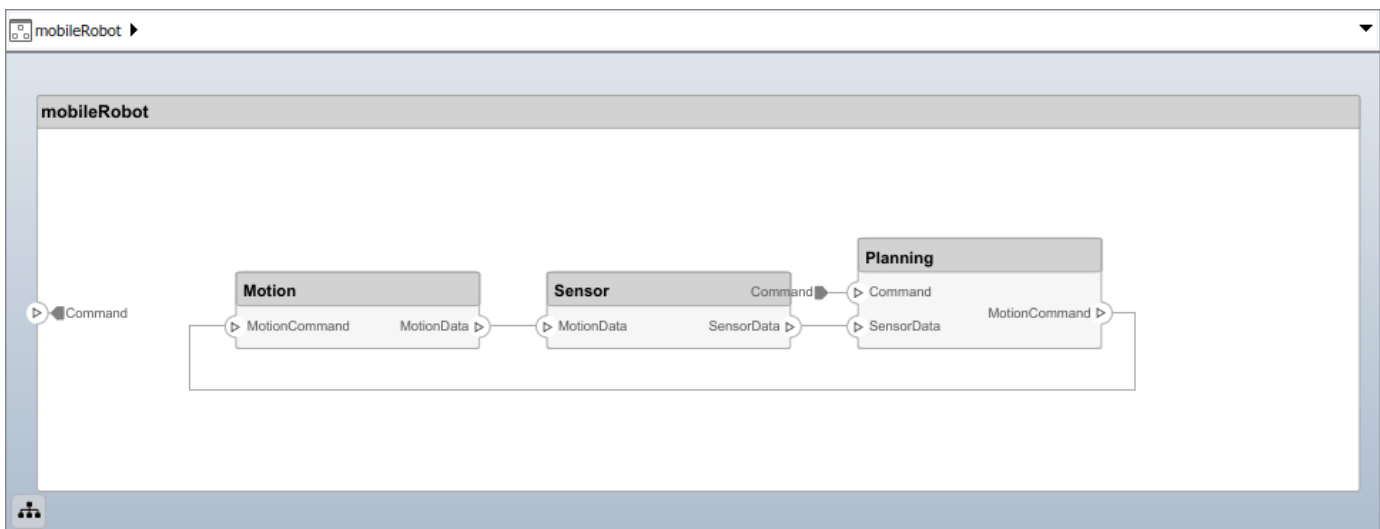 mobileRobot
mobileRobot
Planning
Motion
Sensor
Command
Command
Command
MotionCommand
MotionCommand
MotionData
MotionData
SensorData
SensorData